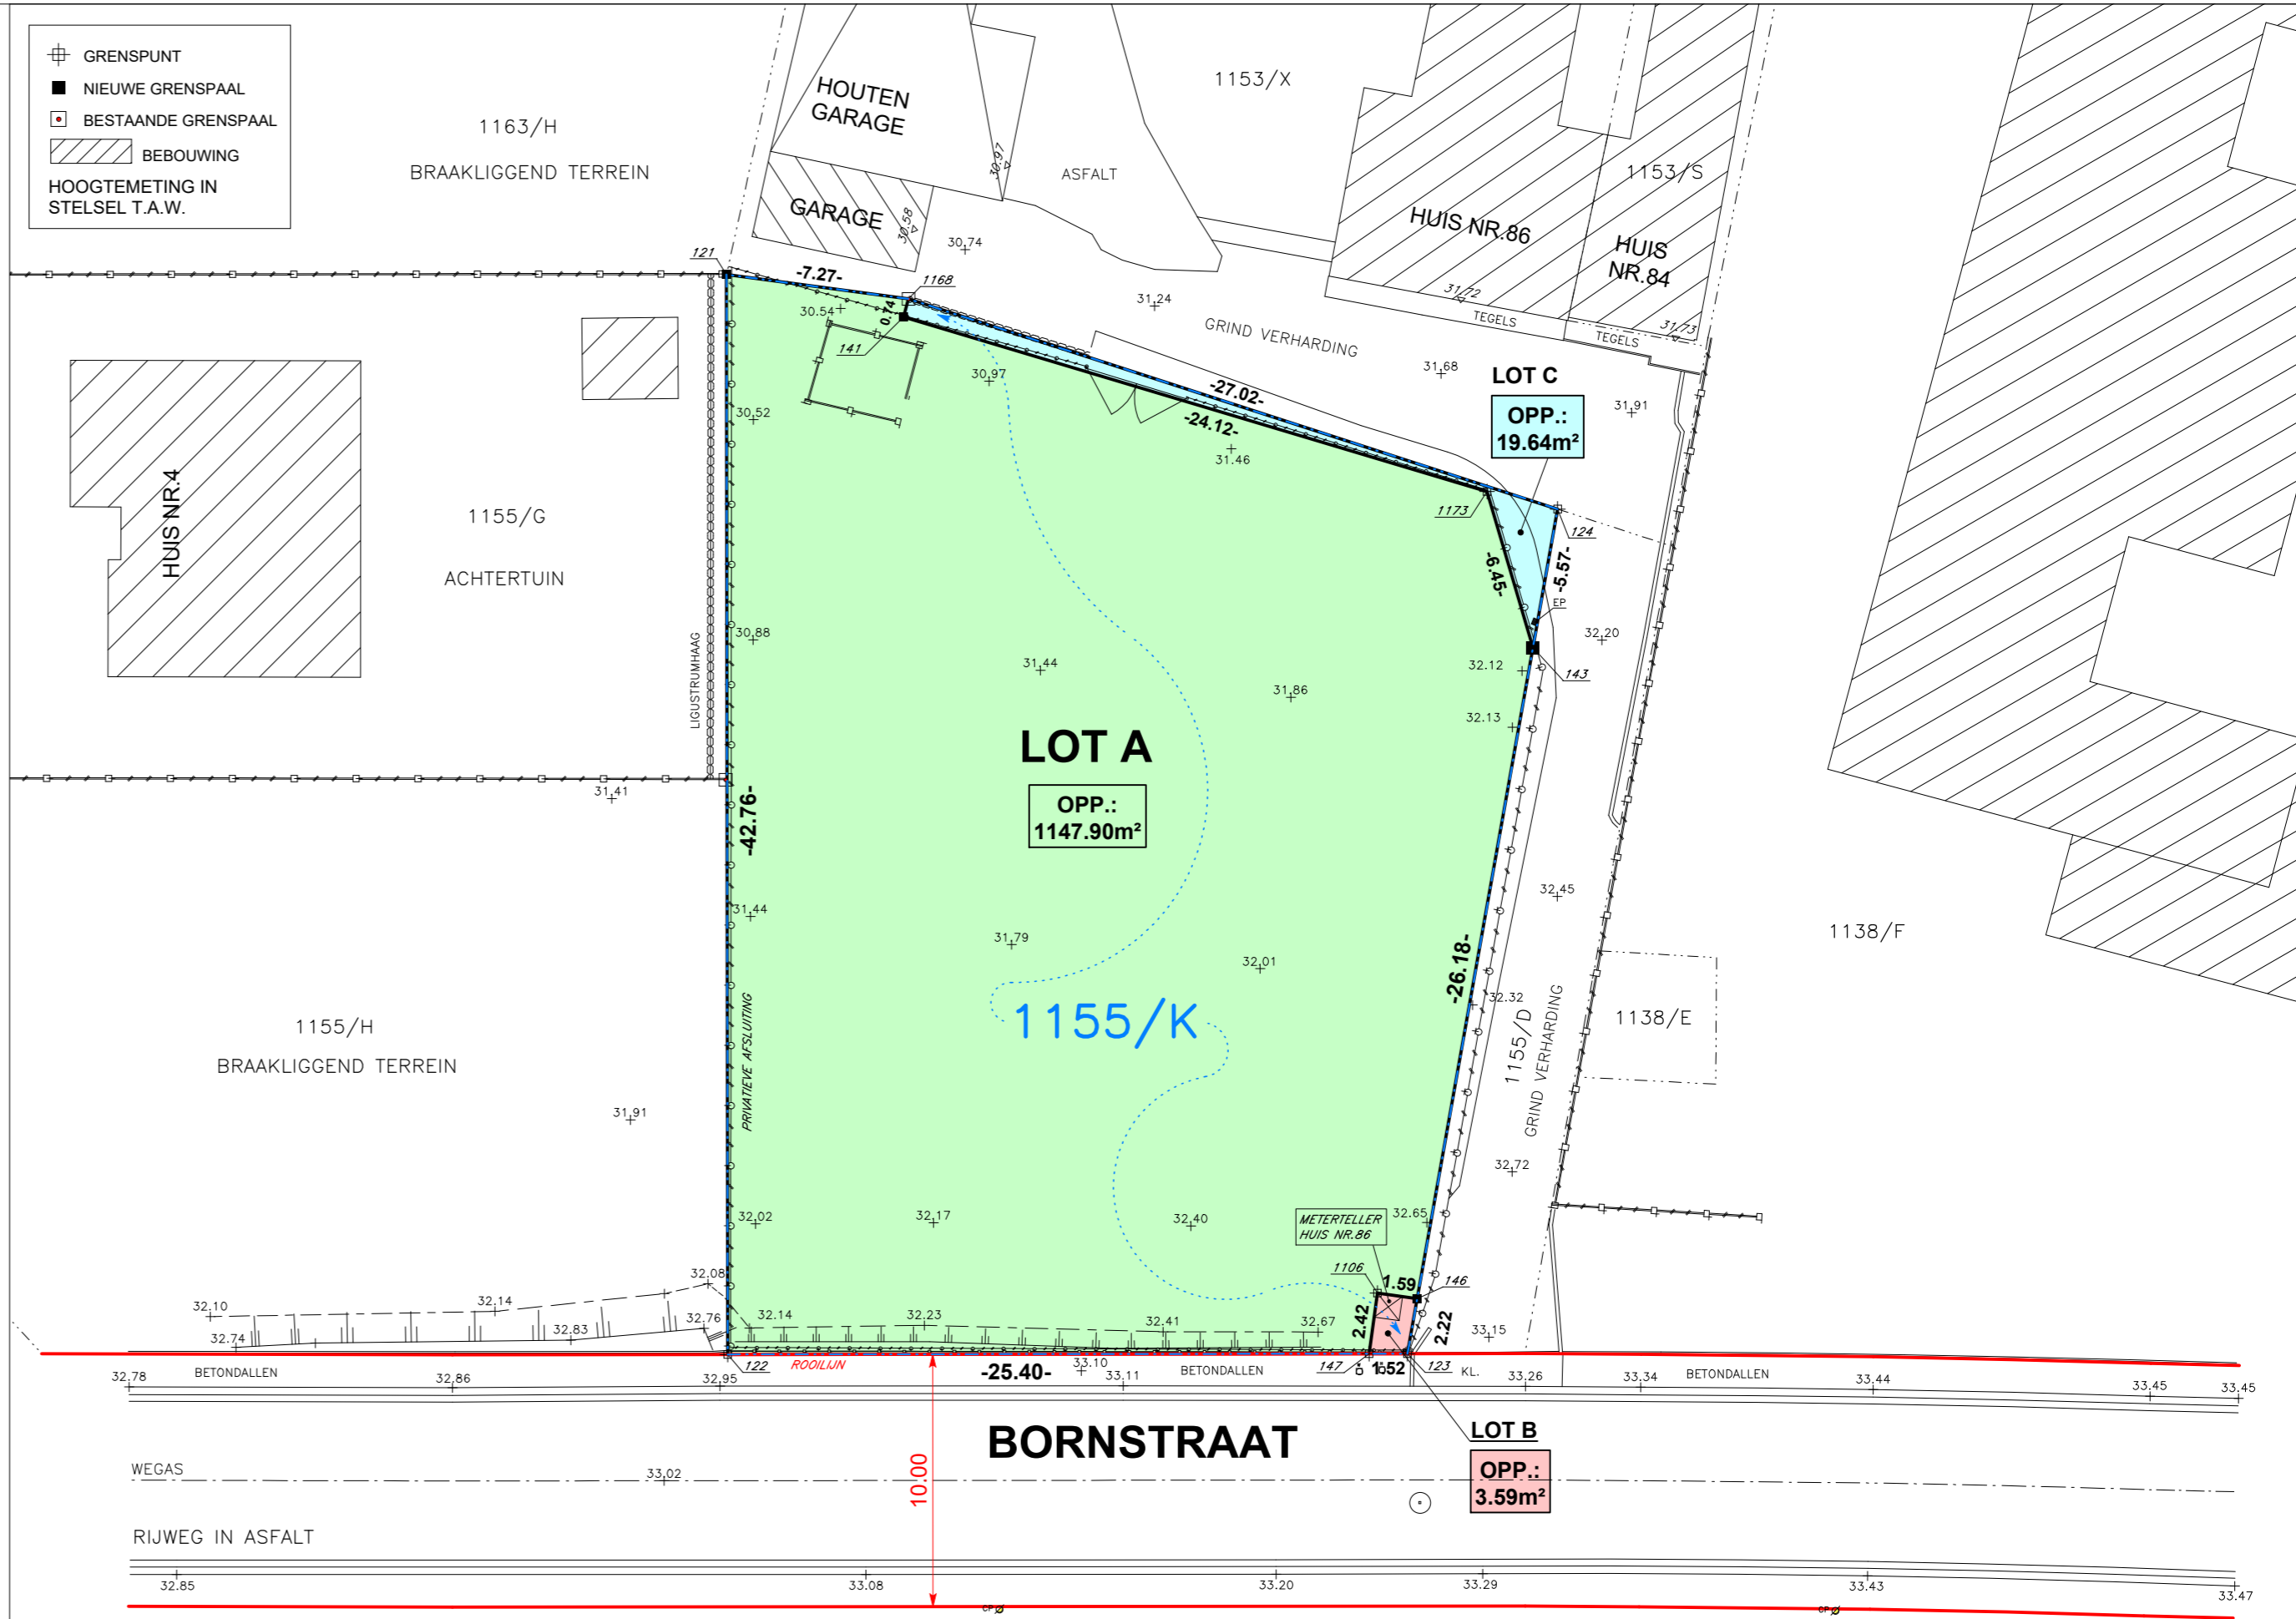 GRENSPUNT
NIEUWE GRENSPAAL
BESTAANDE GRENSPAAL
BEBOUWING
HOOGTEMETING IN
STELSEL T.A.W.
1163/H
BRAAKLIGGEND TERREIN
HOUTEN
GARAGE
GARAGE
30.97
30.58
30.74
ASFALT
1153/X
1153/S
HUIS NR.86
HUIS
NR.84
31.72
31.73
TEGELS
TEGELS
121
-7.27-
1168
0.74
30.54
141
30.97
31.24
GRIND VERHARDING
31.68
31.91
-27.02-
-24.12-
31.46
LOT C
OPP.:
19.64m²
1173
124
-6.45-
-5.57-
EP
143
32.20
32.12
32.13
30.52
30.88
HUIS NR.4
1155/G
ACHTERTUIN
LIGUSTRUMHAAG
31.44
31.86
LOT A
OPP.:
1147.90m²
-42.76-
31.41
31.44
31.79
32.01
1155/K
-26.18-
32.32
32.45
1155/D
GRIND VERHARDING
1138/F
1138/E
1155/H
BRAAKLIGGEND TERREIN
PRIVATIEVE AFSLUITING
31.91
32.02
32.17
32.40
32.65
32.72
METERTELLER
HUIS NR.86
1106
1.59
146
2.42
2.22
32.10
32.14
32.08
32.74
32.83
32.76
32.14
32.23
32.41
32.67
33.15
BETONDALLEN
122
ROOILIJN
-25.40-
33.10
BETONDALLEN
147
1.52
123
KL.
BETONDALLEN
32.78
32.86
32.95
33.11
33.26
33.34
33.44
33.45
33.45
BORNSTRAAT
LOT B
OPP.:
3.59m²
WEGAS
33.02
10.00
RIJWEG IN ASFALT
32.85
33.08
33.20
33.29
33.43
33.47
GP
GP